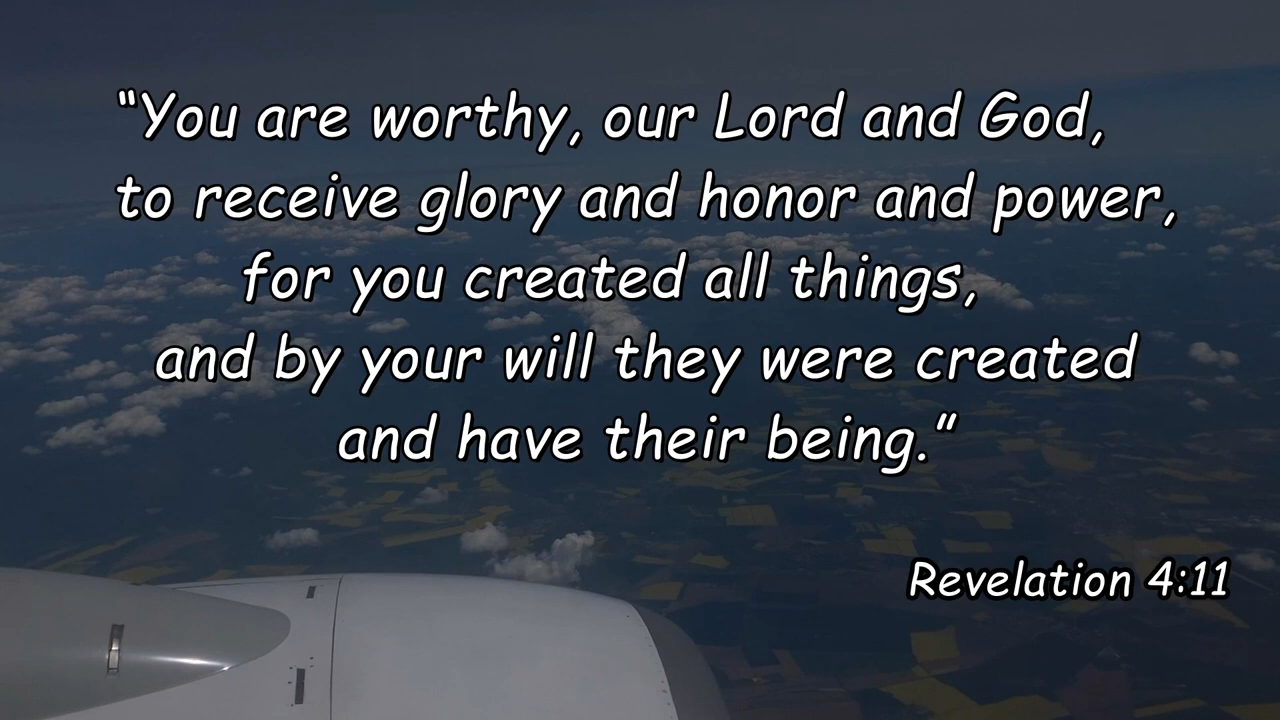 “You are worthy, our Lord and God,
to receive glory and honor and power,
for you created all things,
and by your will they were created
and have their being.”
Revelation 4:11